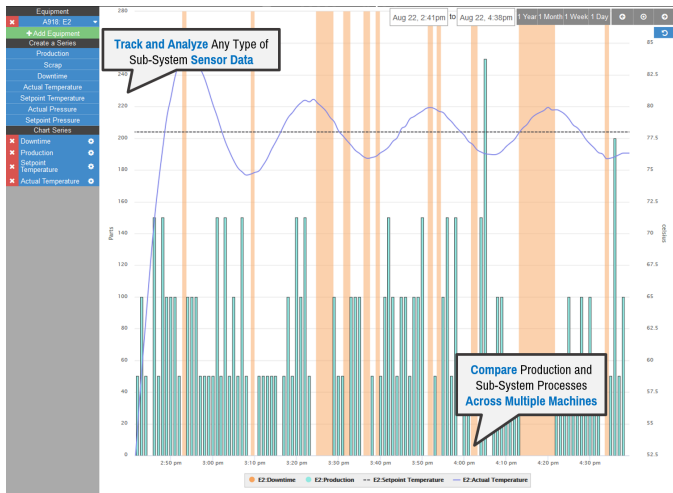 Equipment
A918: E2
Add Equipment
Create a Series
Production
Scrap
Downtime
Actual Temperature
Setpoint Temperature
Actual Pressure
Setpoint Pressure
Chart Series
Downtime
Production
Setpoint
Temperature
Actual Temperature
Aug 22, 2:41pm to Aug 22, 4:38pm 1 Year 1 Month 1 Week 1 Day
Track and Analyze Any Type of
Sub-System Sensor Data
280
220
200
180
160
140
120
100
80
60
40
20
0
Parts
85
82.5
80
77.5
75
72.5
70
67.5
65
62.5
60
57.5
55
52.5
celsius
Compare Production and
Sub-System Processes
Across Multiple Machines
2:50 pm 3:00 pm 3:10 pm 3:20 pm 3:30 pm 3:40 pm 3:50 pm 4:00 pm 4:10 pm 4:20 pm 4:30 pm
E2:Downtime E2:Production E2:Setpoint Temperature E2:Actual Temperature